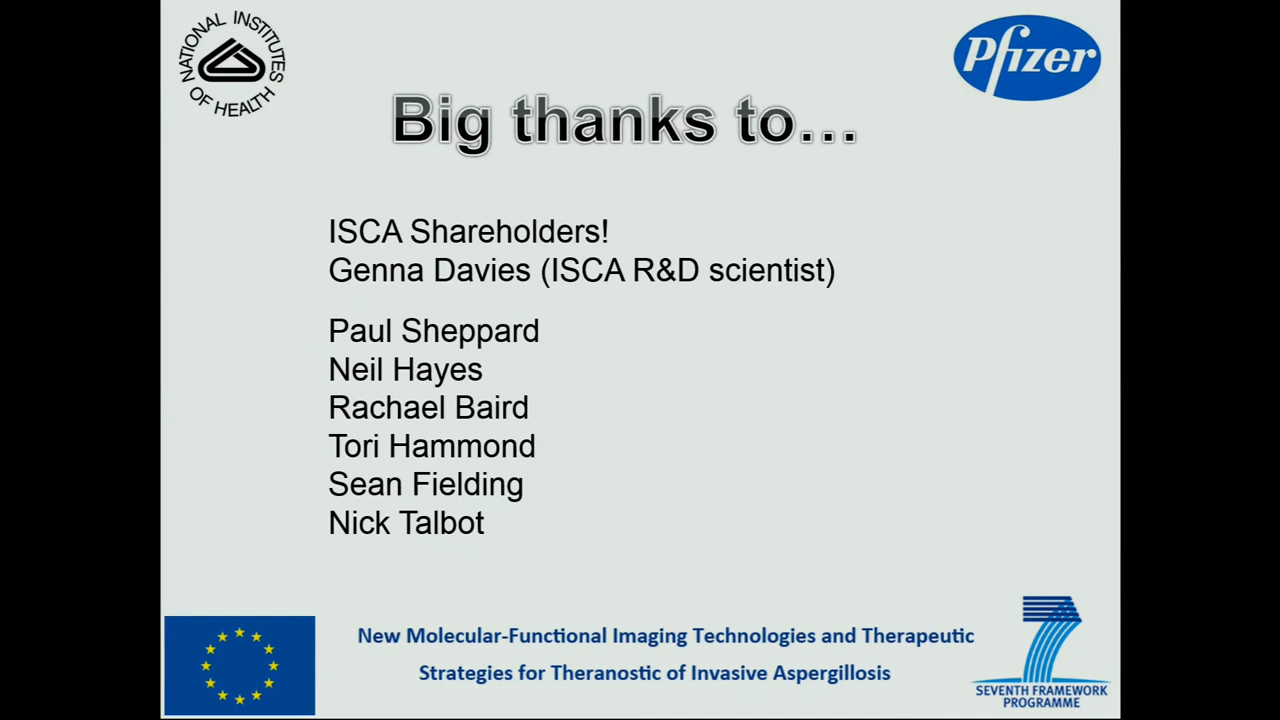 NATIONAL INSTITUTES
OF HEALTH
Pfizer
Big thanks to...
ISCA Shareholders!
Genna Davies (ISCA R&D scientist)
Paul Sheppard
Neil Hayes
Rachael Baird
Tori Hammond
Sean Fielding
Nick Talbot
New Molecular-Functional Imaging Technologies and Therapeutic
Strategies for Theranostic of Invasive Aspergillosis
7
SEVENTH FRAMEWORK
PROGRAMME